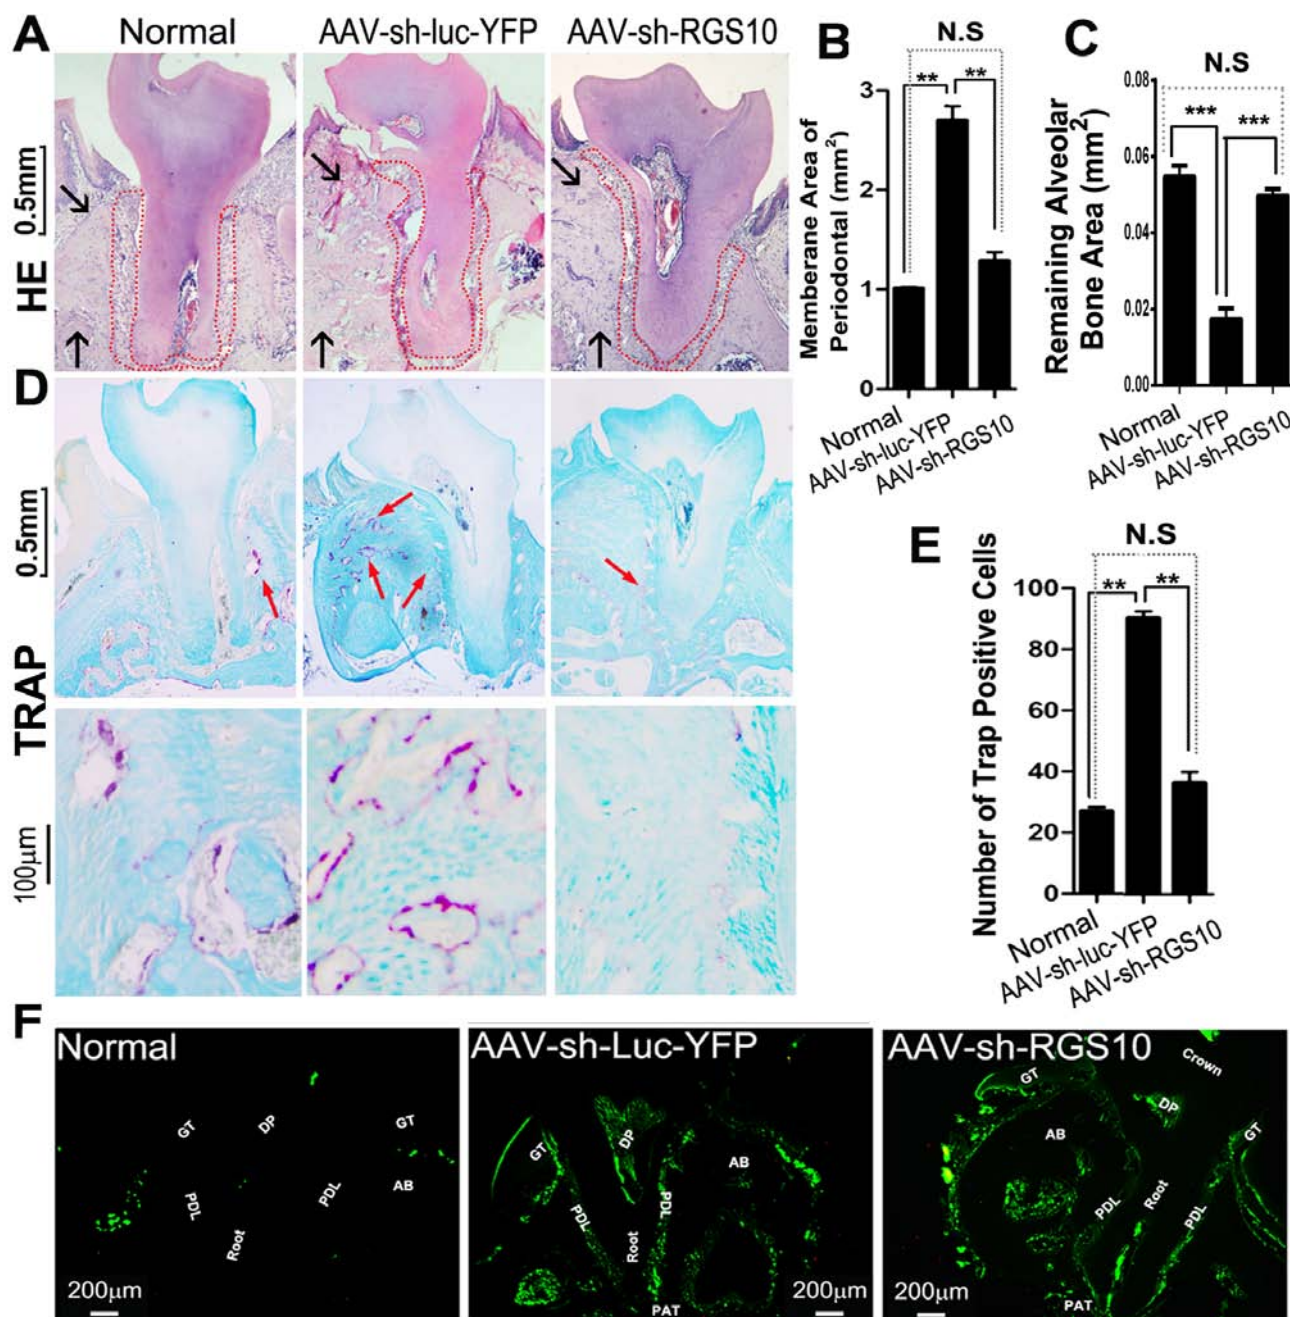 A
Normal
AAV-sh-luc-YFP
AAV-sh-RGS10
HE
0.5mm
B
N.S
**
**
Memberane Area of
Periodontal (mm²)
3
2
1
0
Normal
AAV-sh-luc-YFP
AAV-sh-RGS10
C
N.S
***
***
Remaining Alveolar
Bone Area (mm²)
0.08
0.06
0.04
0.02
0.00
Normal
AAV-sh-luc-YFP
AAV-sh-RGS10
D
TRAP
0.5mm
100μm
E
N.S
**
**
Number of Trap Positive Cells
100
80
60
40
20
0
Normal
AAV-sh-luc-YFP
AAV-sh-RGS10
F
Normal
GT
DP
GT
PDL
PDL
AB
Root
200μm
AAV-sh-Luc-YFP
GT
DP
AB
PDL
PDL
Root
PAT
200μm
AAV-sh-RGS10
Crown
GT
DP
GT
AB
PDL
Root
PDL
PAT
200μm